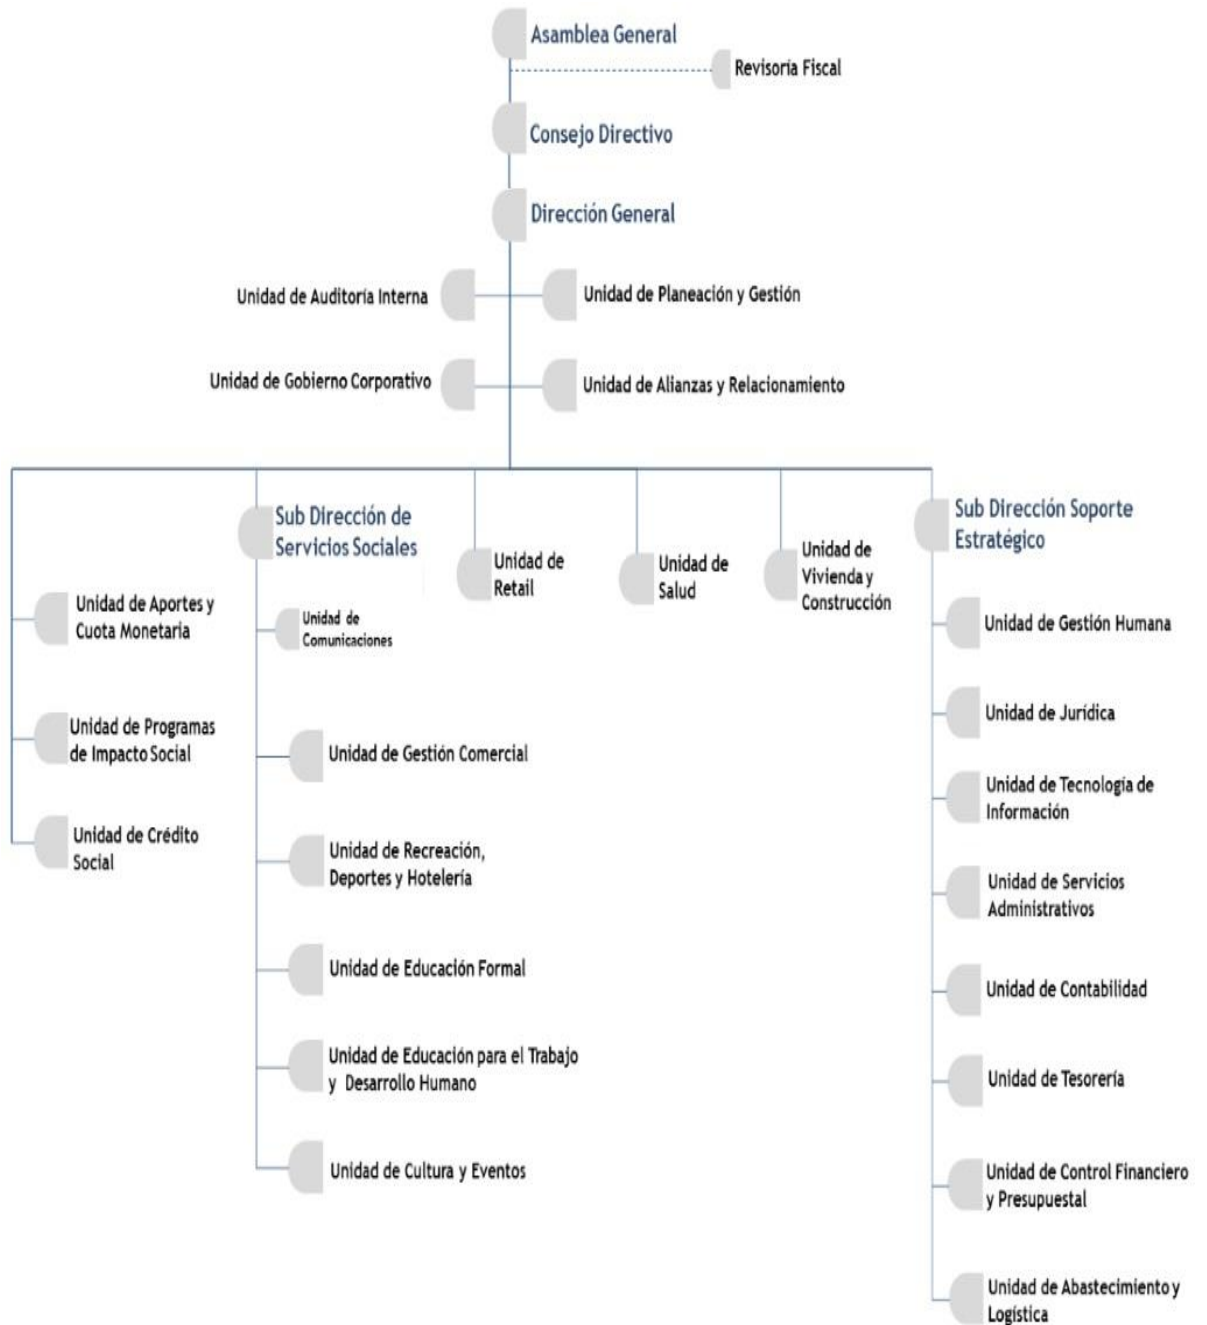 Asamblea General
Revisoría Fiscal
Consejo Directivo
Dirección General
Unidad de Auditoría Interna
Unidad de Planeación y Gestión
Unidad de Gobierno Corporativo
Unidad de Alianzas y Relacionamiento
Unidad de Aportes y
Cuota Monetaria
Unidad de Programas
de Impacto Social
Unidad de Crédito
Social
Sub Dirección de
Servicios Sociales
Unidad de
Comunicaciones
Unidad de Gestión Comercial
Unidad de Recreación,
Deportes y Hotelería
Unidad de Educación Formal
Unidad de Educación para el Trabajo
y Desarrollo Humano
Unidad de Cultura y Eventos
Unidad de
Retail
Unidad de
Salud
Unidad de
Vivienda y
Construcción
Sub Dirección Soporte
Estratégico
Unidad de Gestión Humana
Unidad de Jurídica
Unidad de Tecnología de
Información
Unidad de Servicios
Administrativos
Unidad de Contabilidad
Unidad de Tesorería
Unidad de Control Financiero
y Presupuestal
Unidad de Abastecimiento y
Logística